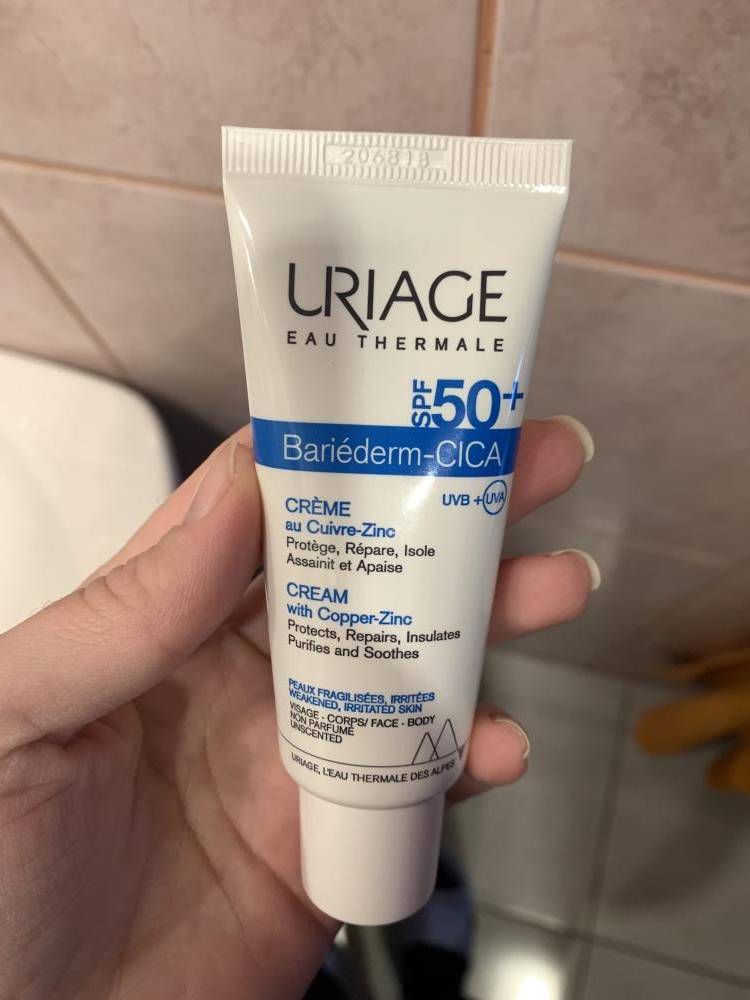 206818
URIAGE
EAU THERMALE
SPF 50+
Bariéderm-CICA
UVB + UVA
CRÈME
au Cuivre-Zinc
Protège, Répare, Isole
Assainit et Apaise
CREAM
with Copper-Zinc
Protects, Repairs, Insulates
Purifies and Soothes
PEAUX FRAGILISÉES, IRRITÉES
WEAKENED, IRRITATED SKIN
VISAGE - CORPS/ FACE - BODY
NON PARFUMÉ
UNSCENTED
URIAGE, L'EAU THERMALE DES ALPES